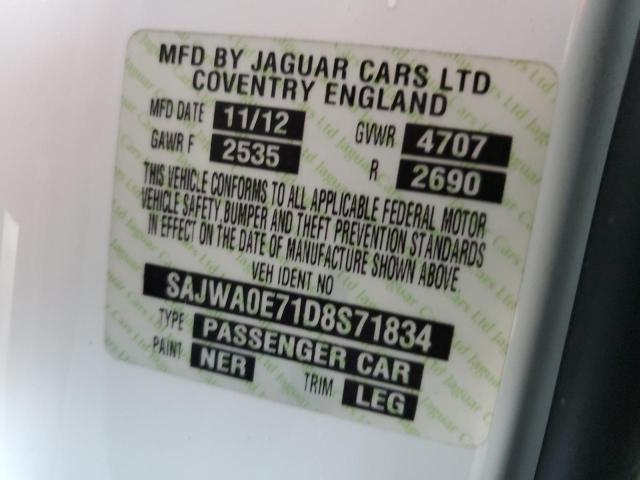 MFD BY JAGUAR CARS LTD
COVENTRY ENGLAND
MFD DATE 11/12 GVWR 4707
GAWR F 2535 R 2690
THIS VEHICLE CONFORMS TO ALL APPLICABLE FEDERAL MOTOR
VEHICLE SAFETY, BUMPER AND THEFT PREVENTION STANDARDS
IN EFFECT ON THE DATE OF MANUFACTURE SHOWN ABOVE.
VEH IDENT NO
SAJWA0E71D8S71834
TYPE PASSENGER CAR
PAINT NER TRIM LEG